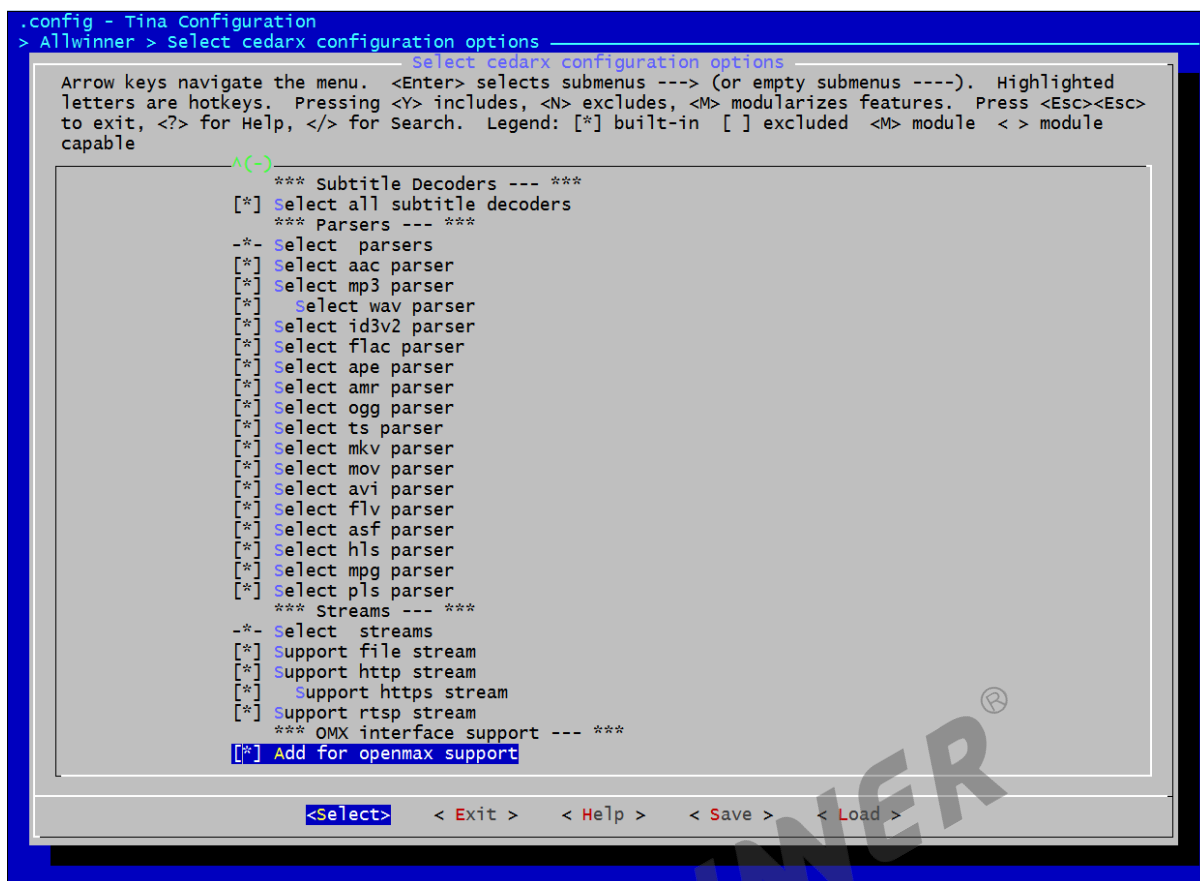 .config - Tina Configuration
> Allwinner > Select cedarx configuration options
Select cedarx configuration options
Arrow keys navigate the menu.  <Enter> selects submenus ---> (or empty submenus ----).  Highlighted
letters are hotkeys.  Pressing <Y> includes, <N> excludes, <M> modularizes features.  Press <Esc><Esc>
to exit, <?> for Help, </> for Search.  Legend: [*] built-in  [ ] excluded  <M> module  < > module
capable
^(-)
*** Subtitle Decoders --- ***
[*] Select all subtitle decoders
*** Parsers --- ***
-*- Select  parsers
[*] Select aac parser
[*] Select mp3 parser
[*]   Select wav parser
[*] Select id3v2 parser
[*] Select flac parser
[*] Select ape parser
[*] Select amr parser
[*] Select ogg parser
[*] Select ts parser
[*] Select mkv parser
[*] Select mov parser
[*] Select avi parser
[*] Select flv parser
[*] Select asf parser
[*] Select hls parser
[*] Select mpg parser
[*] Select pls parser
*** Streams --- ***
-*- Select  streams
[*] Support file stream
[*] Support http stream
[*]   Support https stream
[*] Support rtsp stream
*** OMX interface support --- ***
[*] Add for openmax support
<Select>    < Exit >    < Help >    < Save >    < Load >
WNER®